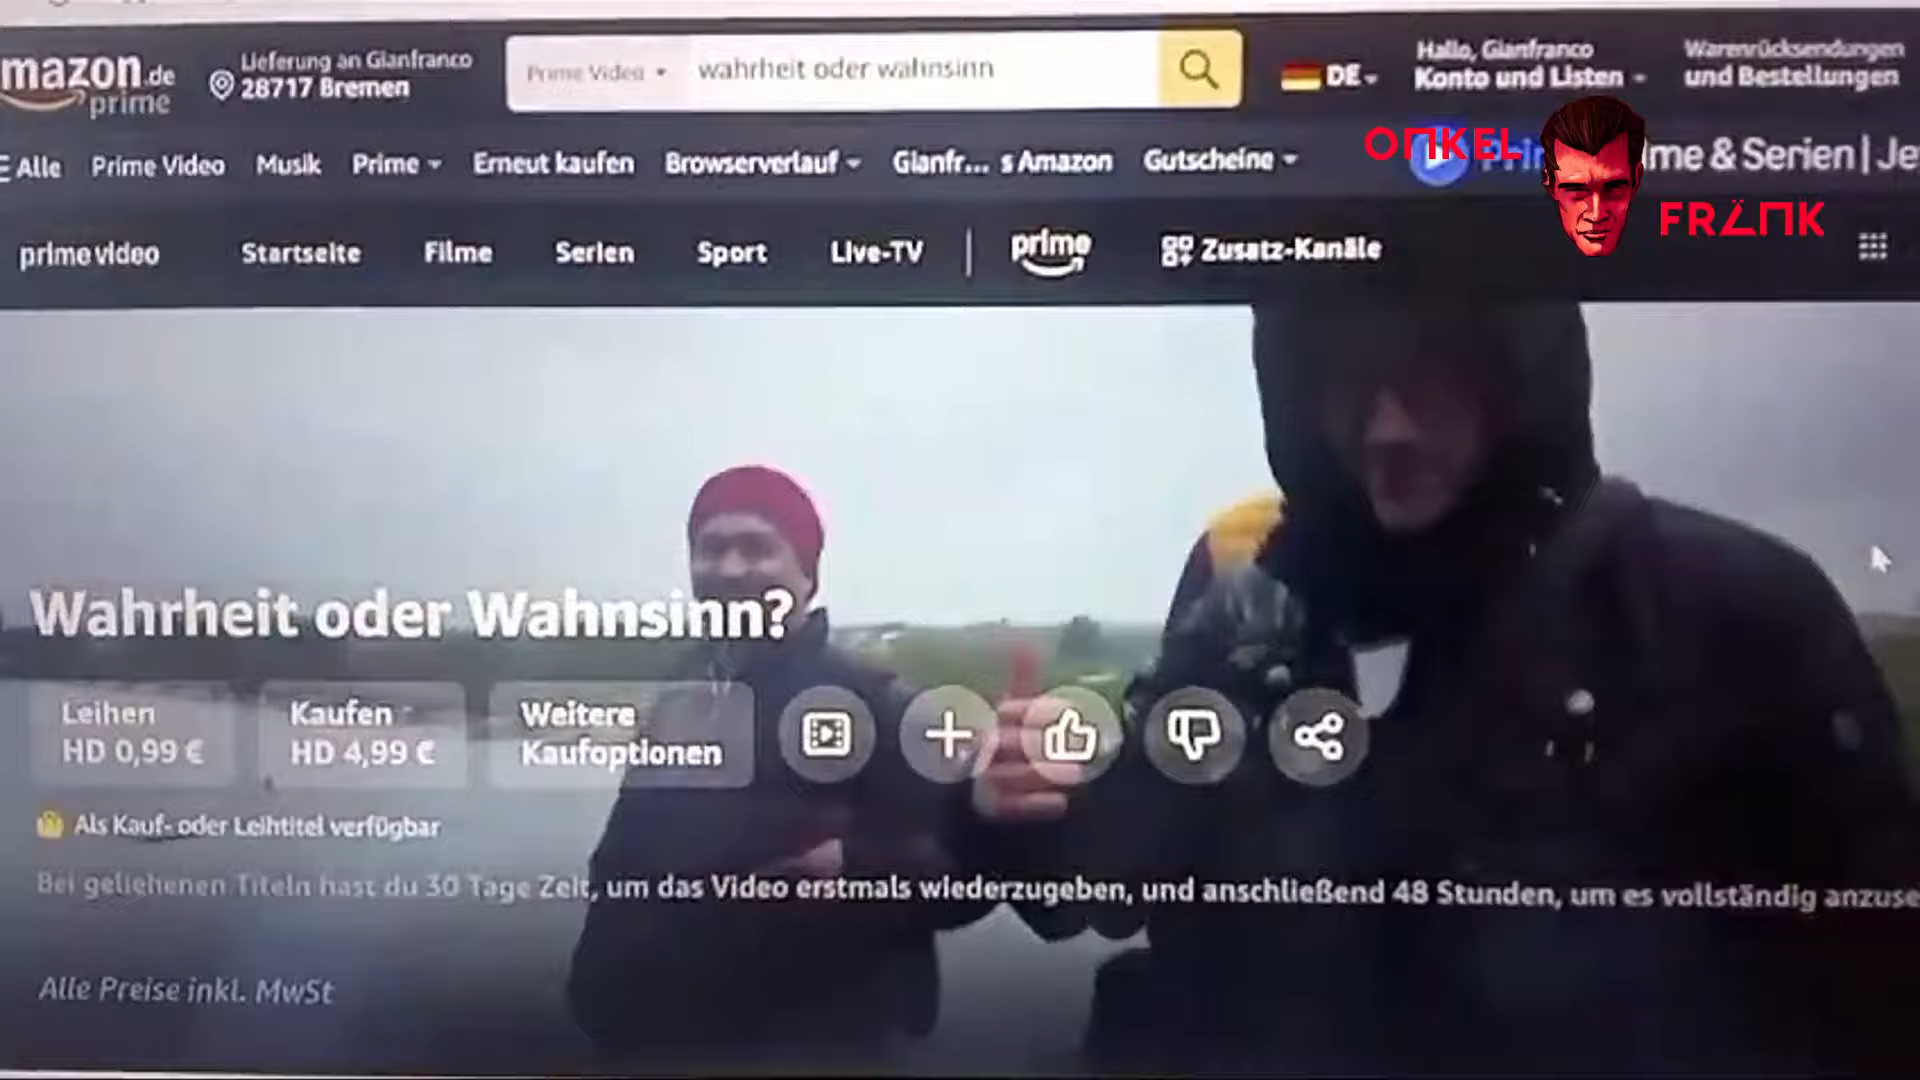 mazon.de
prime
Lieferung an Gianfranco
28717 Bremen
Prime Video
wahrheit oder wahnsinn
DE
Hallo, Gianfranco
Konto und Listen
Warenrücksendungen
und Bestellungen
Alle
Prime Video
Musik
Prime
Erneut kaufen
Browserverlauf
Gianfr... s Amazon
Gutscheine
me & Serien | Je
ONKEL
FRANK
prime video
Startseite
Filme
Serien
Sport
Live-TV
prime
Zusatz-Kanäle
Wahrheit oder Wahnsinn?
Leihen
HD 0,99 €
Kaufen
HD 4,99 €
Weitere
Kaufoptionen
Als Kauf- oder Leihtitel verfügbar
Bei geliehenen Titeln hast du 30 Tage Zeit, um das Video erstmals wiederzugeben, und anschließend 48 Stunden, um es vollständig anzuse
Alle Preise inkl. MwSt